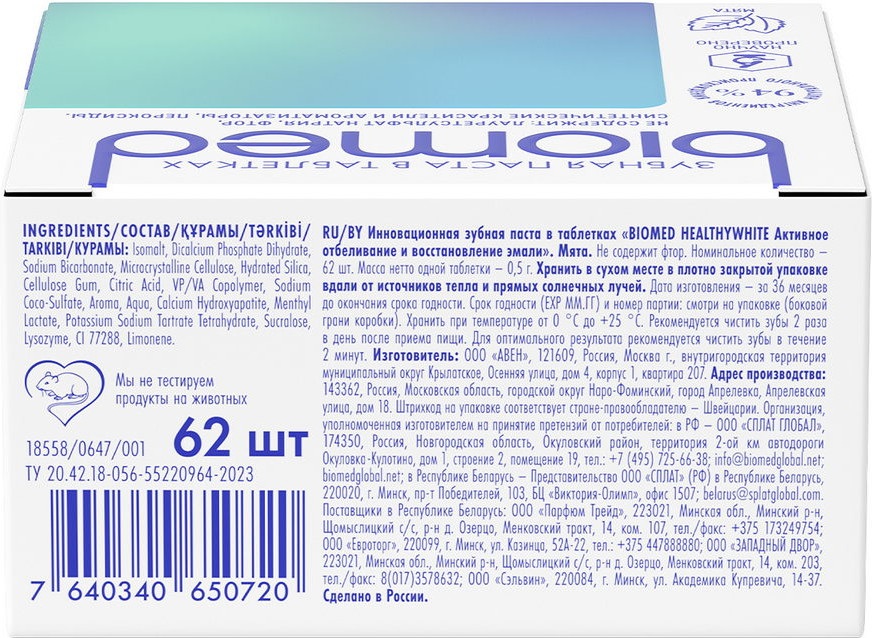 МЯТА
НАУЧНО
ПРОВЕРЕНО
94%
ИНГРЕДИЕНТОВ НАТУРАЛЬНОГО ПРОИСХОЖДЕНИЯ
НЕ СОДЕРЖИТ: ЛАУРЕТСУЛЬФАТ НАТРИЯ, ФТОР,
СИНТЕТИЧЕСКИЕ КРАСИТЕЛИ И АРОМАТИЗАТОРЫ, ПЕРОКСИДЫ.
biomed
ЗУБНАЯ ПАСТА В ТАБЛЕТКАХ
INGREDIENTS/СОСТАВ/ҚҰРАМЫ/TƏRKİBİ/
TARKIBI/КУРАМЫ: Isomalt, Dicalcium Phosphate Dihydrate,
Sodium Bicarbonate, Microcrystalline Cellulose, Hydrated Silica,
Cellulose Gum, Citric Acid, VP/VA Copolymer, Sodium
Coco-Sulfate, Aroma, Aqua, Calcium Hydroxyapatite, Menthyl
Lactate, Potassium Sodium Tartrate Tetrahydrate, Sucralose,
Lysozyme, CI 77288, Limonene.
Мы не тестируем
продукты на животных
18558/0647/001
62 шт
ТУ 20.42.18-056-55220964-2023
7 640340 650720
RU/BY Инновационная зубная паста в таблетках «BIOMED HEALTHYWHITE Активное
отбеливание и восстановление эмали». Мята. Не содержит фтор. Номинальное количество –
62 шт. Масса нетто одной таблетки – 0,5 г. Хранить в сухом месте в плотно закрытой упаковке
вдали от источников тепла и прямых солнечных лучей. Дата изготовления – за 36 месяцев
до окончания срока годности. Срок годности (EXP ММ.ГГ) и номер партии: смотри на упаковке (боковой
грани коробки). Хранить при температуре от 0 °C до +25 °C. Рекомендуется чистить зубы 2 раза
в день после приема пищи. Для оптимального результата рекомендуется чистить зубы в течение
2 минут. Изготовитель: ООО «АВЕН», 121609, Россия, Москва г., внутригородская территория
муниципальный округ Крылатское, Осенняя улица, дом 4, корпус 1, квартира 207. Адрес производства:
143362, Россия, Московская область, городской округ Наро-Фоминский, город Апрелевка, Апрелевская
улица, дом 18. Штрихкод на упаковке соответствует стране-правообладателю – Швейцарии. Организация,
уполномоченная изготовителем на принятие претензий от потребителей: в РФ – ООО «СПЛАТ ГЛОБАЛ»,
174350, Россия, Новгородская область, Окуловский район, территория 2-ой км автодороги
Окуловка-Кулотино, дом 1, строение 2, помещение 19, тел.: +7 (495) 725-66-38; info@biomedglobal.net;
biomedglobal.net; в Республике Беларусь – Представительство ООО «СПЛАТ» (РФ) в Республике Беларусь,
220020, г. Минск, пр-т Победителей, 103, БЦ «Виктория-Олимп», офис 1507; belarus@splatglobal.com.
Поставщики в Республике Беларусь: ООО «Парфюм Трейд», 223021, Минская обл., Минский р-н,
Щомыслицкий с/с, р-н д. Озерцо, Менковский тракт, 14, ком. 107, тел./факс: +375 173249754;
ООО «Евроторг», 220099, г. Минск, ул. Казинца, 52А-22, тел.: +375 447888880; ООО «ЗАПАДНЫЙ ДВОР»,
223021, Минская обл., Минский р-н, Щомыслицкий с/с, р-н д. Озерцо, Менковский тракт, 14, ком. 203,
тел./факс: 8(017)3578632; ООО «Сэльвин», 220084, г. Минск, ул. Академика Купревича, 14-37.
Сделано в России.